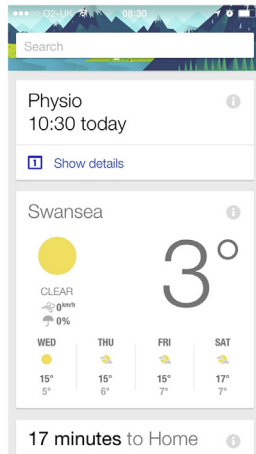 O2-UK
08:30
Search
Physio
10:30 today
1 Show details
Swansea
3°
CLEAR
0km/h
0%
WED THU FRI SAT
15° 15° 15° 17°
5° 6° 7° 7°
17 minutes to Home